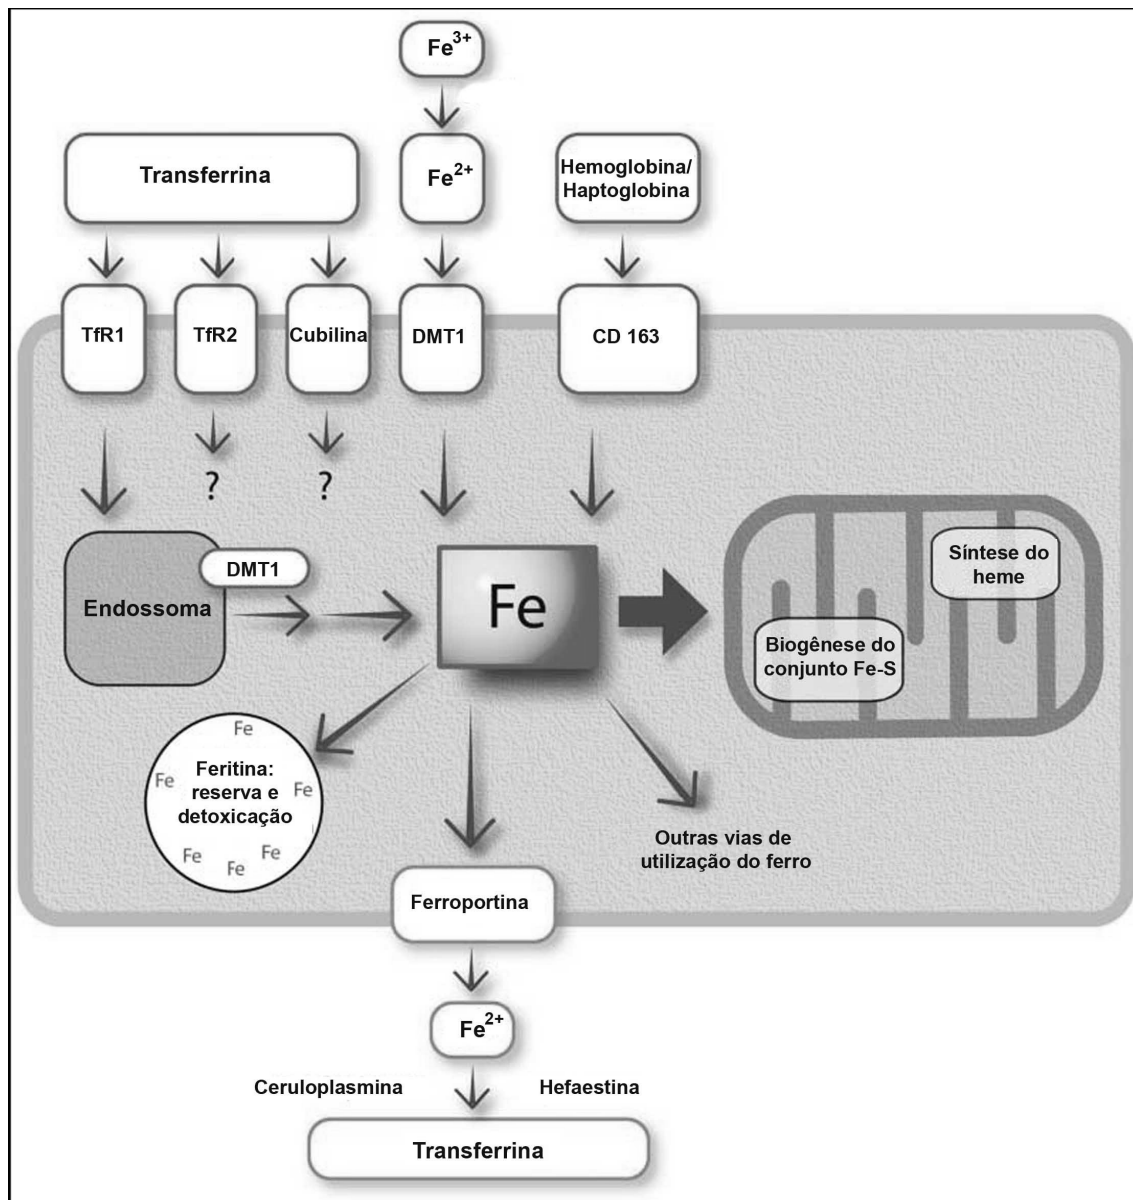 Fe3+
Transferrina
Fe2+
Hemoglobina/
Haptoglobina
TfR1
TfR2
Cubilina
DMT1
CD 163
?
?
Endossoma
DMT1
Fe
Síntese do
heme
Biogênese do
conjunto Fe-S
Fe
Feritina:
reserva e
detoxicação
Fe
Fe
Fe
Fe
Fe
Outras vias de
utilização do ferro
Ferroportina
Fe2+
Ceruloplasmina
Hefaestina
Transferrina